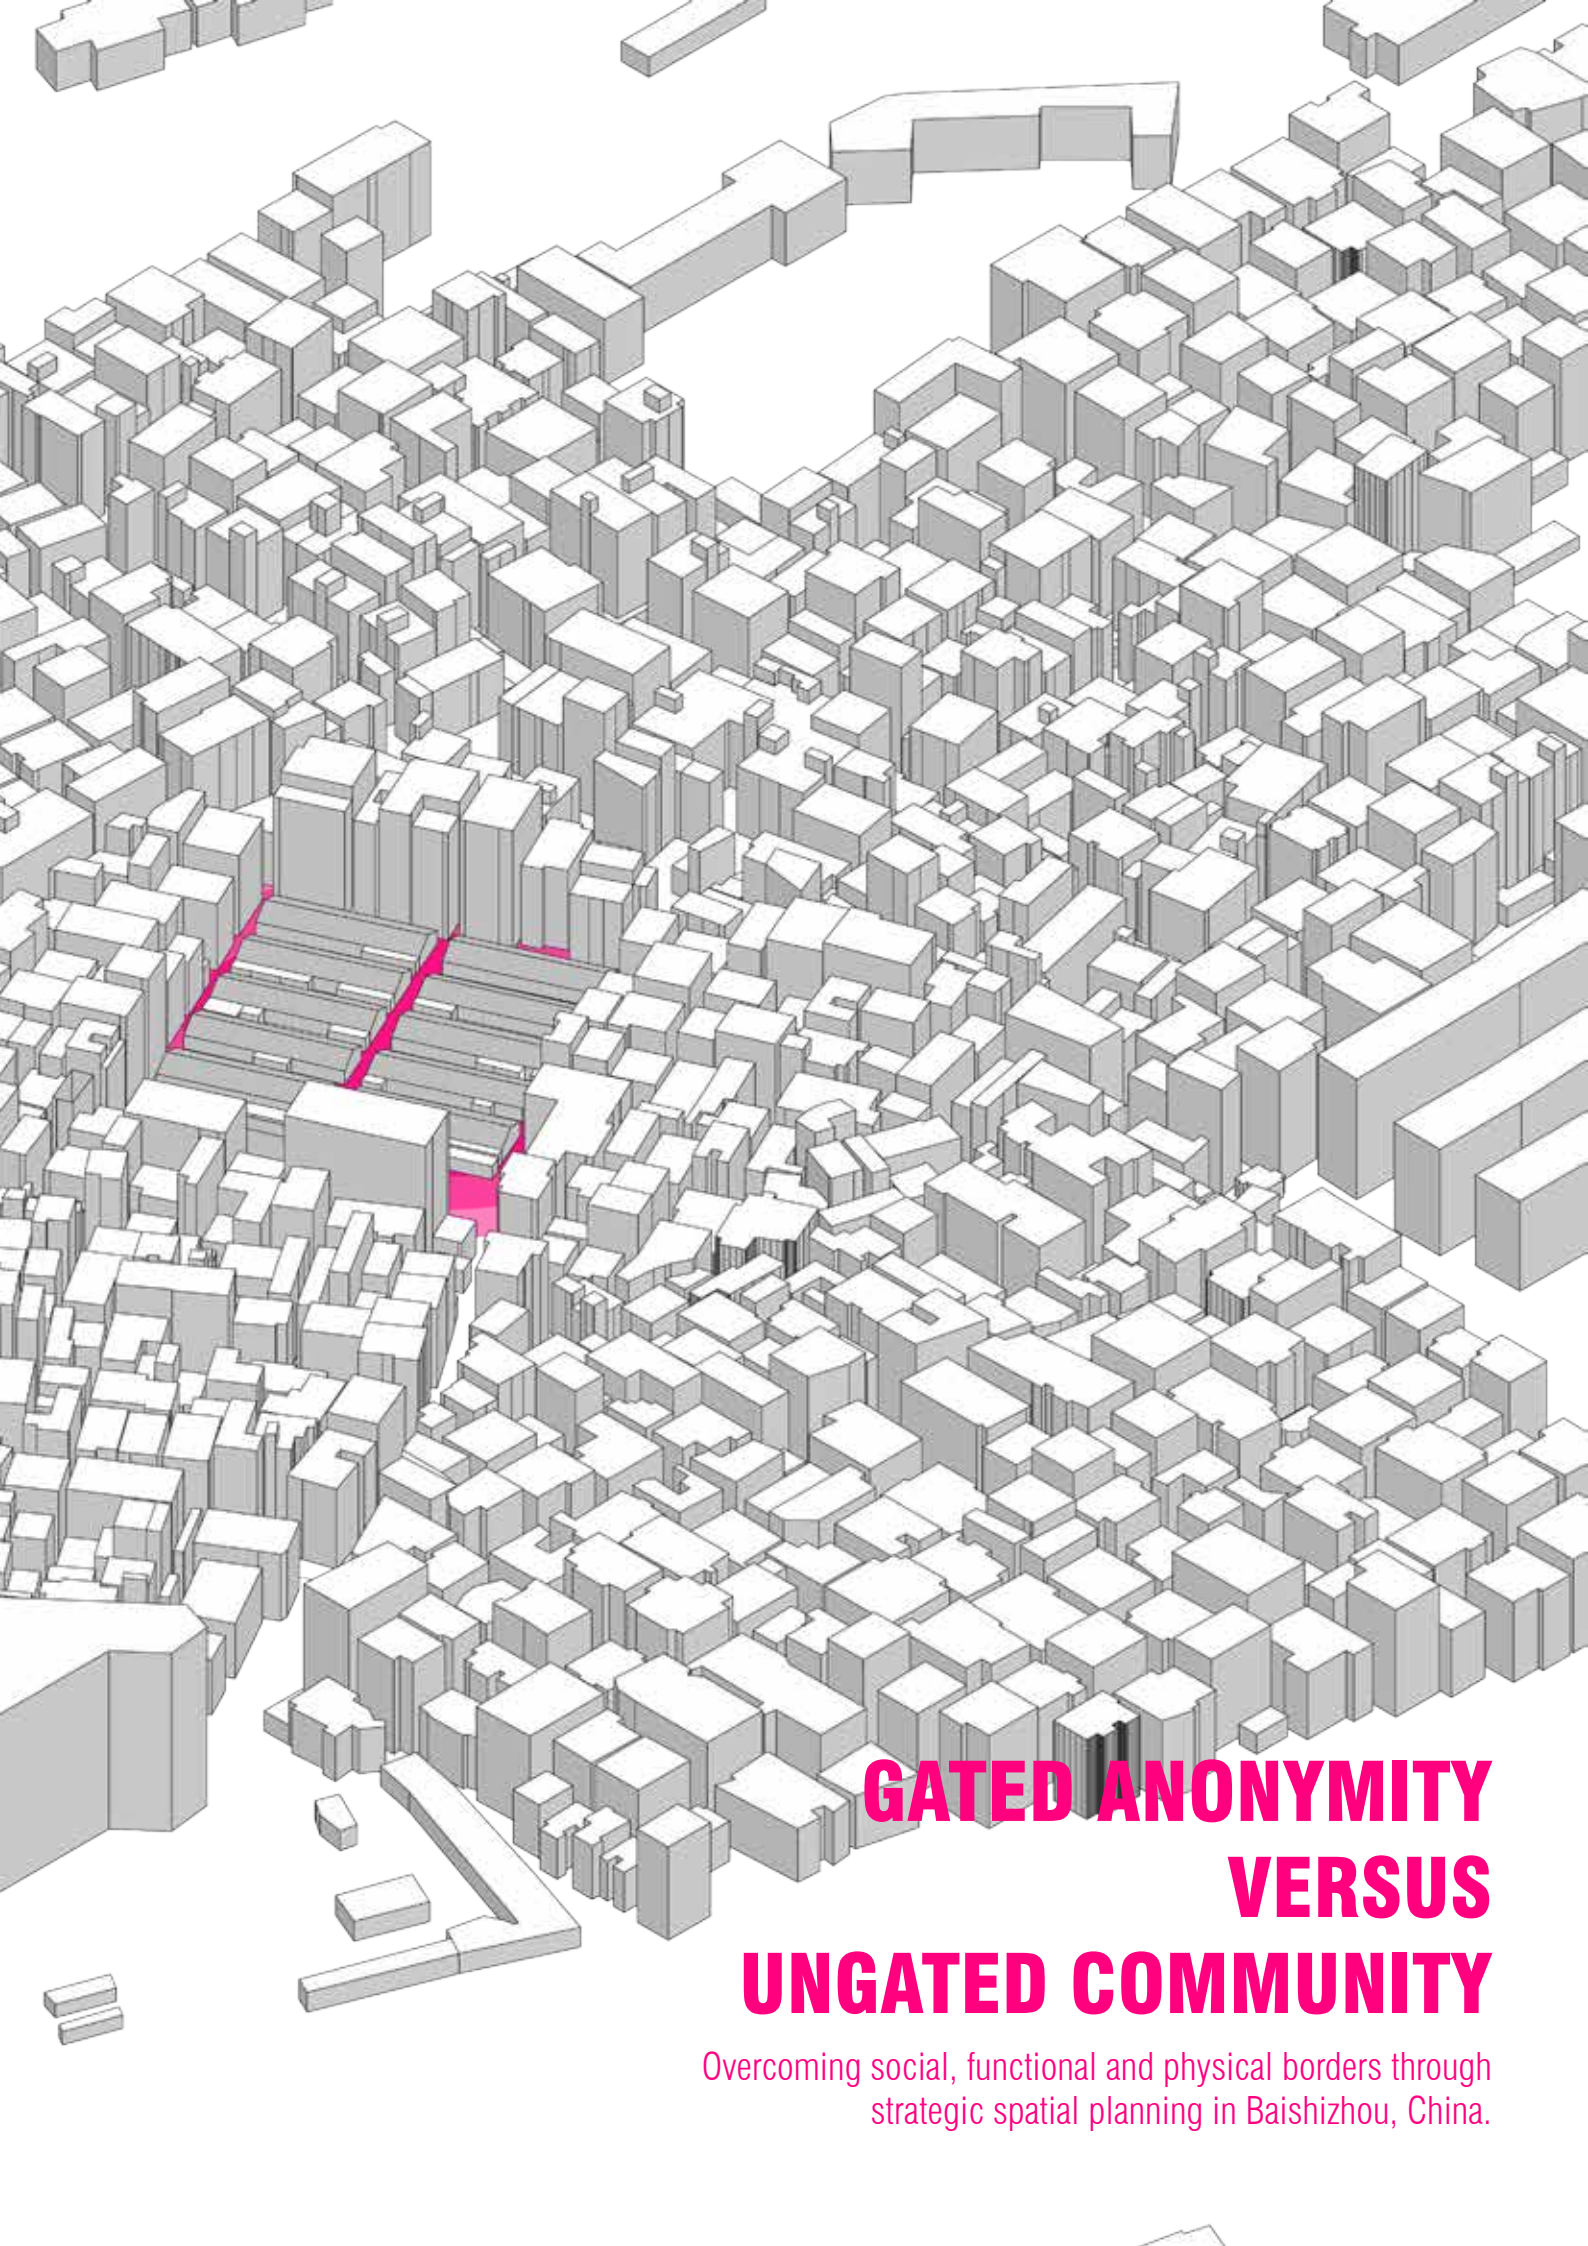 GATED ANONYMITY
VERSUS
UNGATED COMMUNITY
Overcoming social, functional and physical borders through
strategic spatial planning in Baishizhou, China.